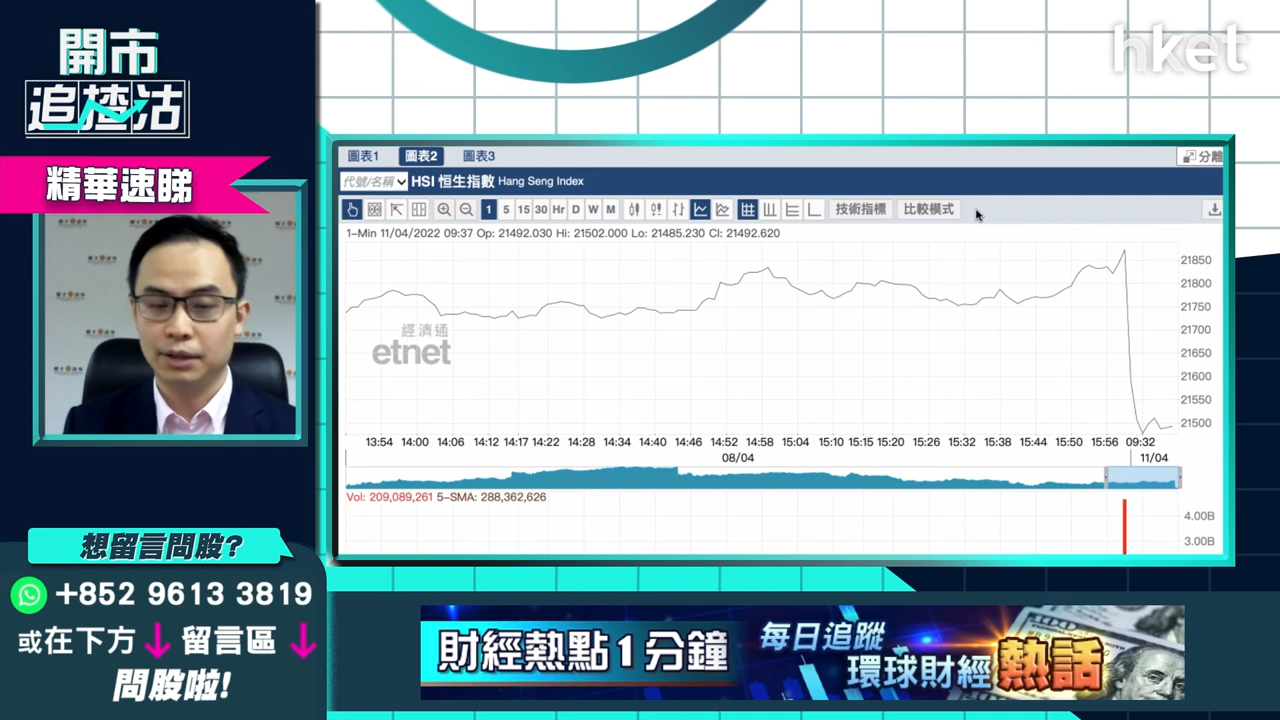 開市
追揸沽
hket
精華速睇
圖表1 圖表2 圖表3
分離
代號/名稱 HSI 恒生指數 Hang Seng Index
1 5 15 30 Hr D W M 技術指標 比較模式
1-Min 11/04/2022 09:37 Op: 21492.030 Hi: 21502.000 Lo: 21485.230 Cl: 21492.620
21850
21800
21750
21700
21650
21600
21550
21500
經濟通
etnet
13:54 14:00 14:06 14:12 14:17 14:22 14:28 14:34 14:40 14:46 14:52 14:58 15:04 15:10 15:15 15:20 15:26 15:32 15:38 15:44 15:50 15:56 09:32
08/04 11/04
Vol: 209,089,261 5-SMA: 288,362,626
4.00B
3.00B
想留言問股?
+852 9613 3819
或在下方 留言區
問股啦!
財經熱點1分鐘
每日追蹤
環球財經熱話